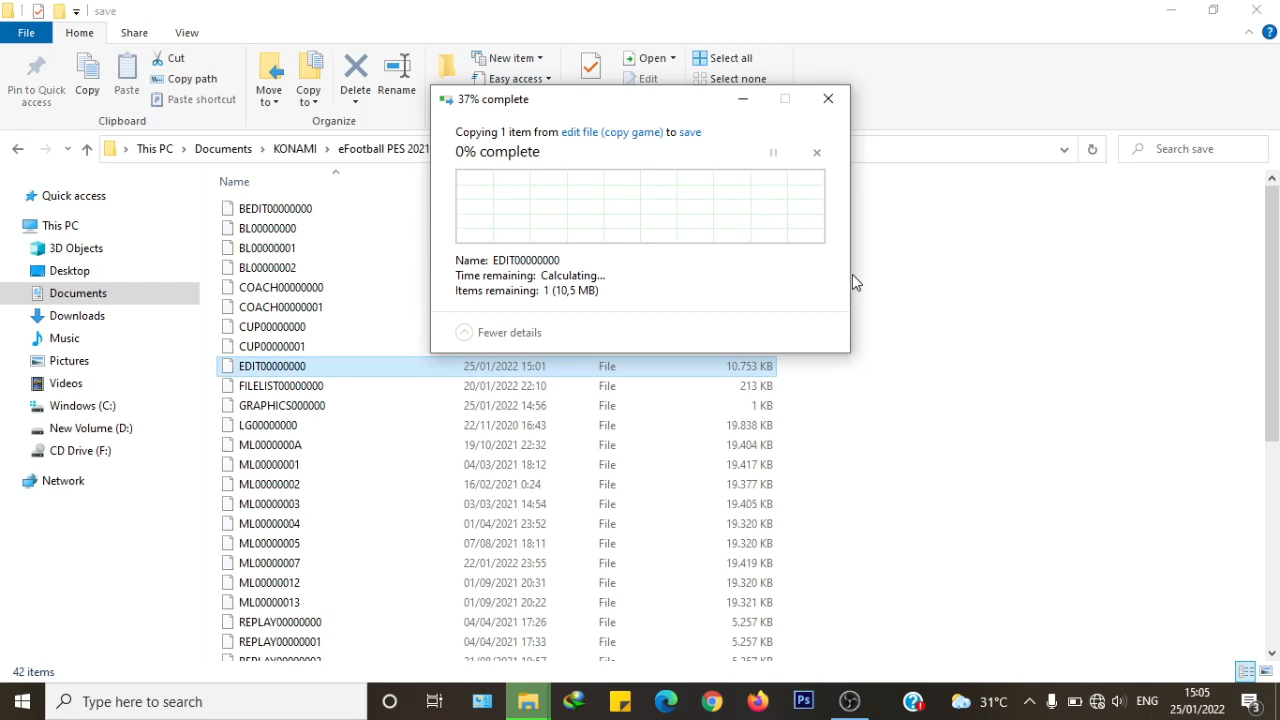 save
File
Home
Share
View
Pin to Quick access
Copy
Paste
Cut
Copy path
Paste shortcut
Clipboard
Move to
Copy to
Delete
Rename
Organize
New item
Easy access
Open
Edit
Select all
Select none
This PC
Documents
KONAMI
eFootball PES 2021
Search save
Quick access
This PC
3D Objects
Desktop
Documents
Downloads
Music
Pictures
Videos
Windows (C:)
New Volume (D:)
CD Drive (F:)
Network
37% complete
Copying 1 item from edit file (copy game) to save
0% complete
Name: EDIT00000000
Time remaining: Calculating...
Items remaining: 1 (10,5 MB)
Fewer details
Name
BEDIT00000000
BL00000000
BL00000001
BL00000002
COACH00000000
COACH00000001
CUP00000000
CUP00000001
EDIT00000000 25/01/2022 15:01 File 10.753 KB
FILELIST00000000 20/01/2022 22:10 File 213 KB
GRAPHICS000000 25/01/2022 14:56 File 1 KB
LG00000000 22/11/2020 16:43 File 19.838 KB
ML0000000A 19/10/2021 22:32 File 19.404 KB
ML00000001 04/03/2021 18:12 File 19.417 KB
ML00000002 16/02/2021 0:24 File 19.377 KB
ML00000003 03/03/2021 14:54 File 19.405 KB
ML00000004 01/04/2021 23:52 File 19.320 KB
ML00000005 07/08/2021 18:11 File 19.320 KB
ML00000007 22/01/2022 23:55 File 19.419 KB
ML00000012 01/09/2021 20:31 File 19.320 KB
ML00000013 01/09/2021 20:22 File 19.321 KB
REPLAY00000000 04/04/2021 17:26 File 5.257 KB
REPLAY00000001 04/04/2021 17:33 File 5.257 KB
42 items
Type here to search
Ps
31°C
ENG
15:05
25/01/2022
3